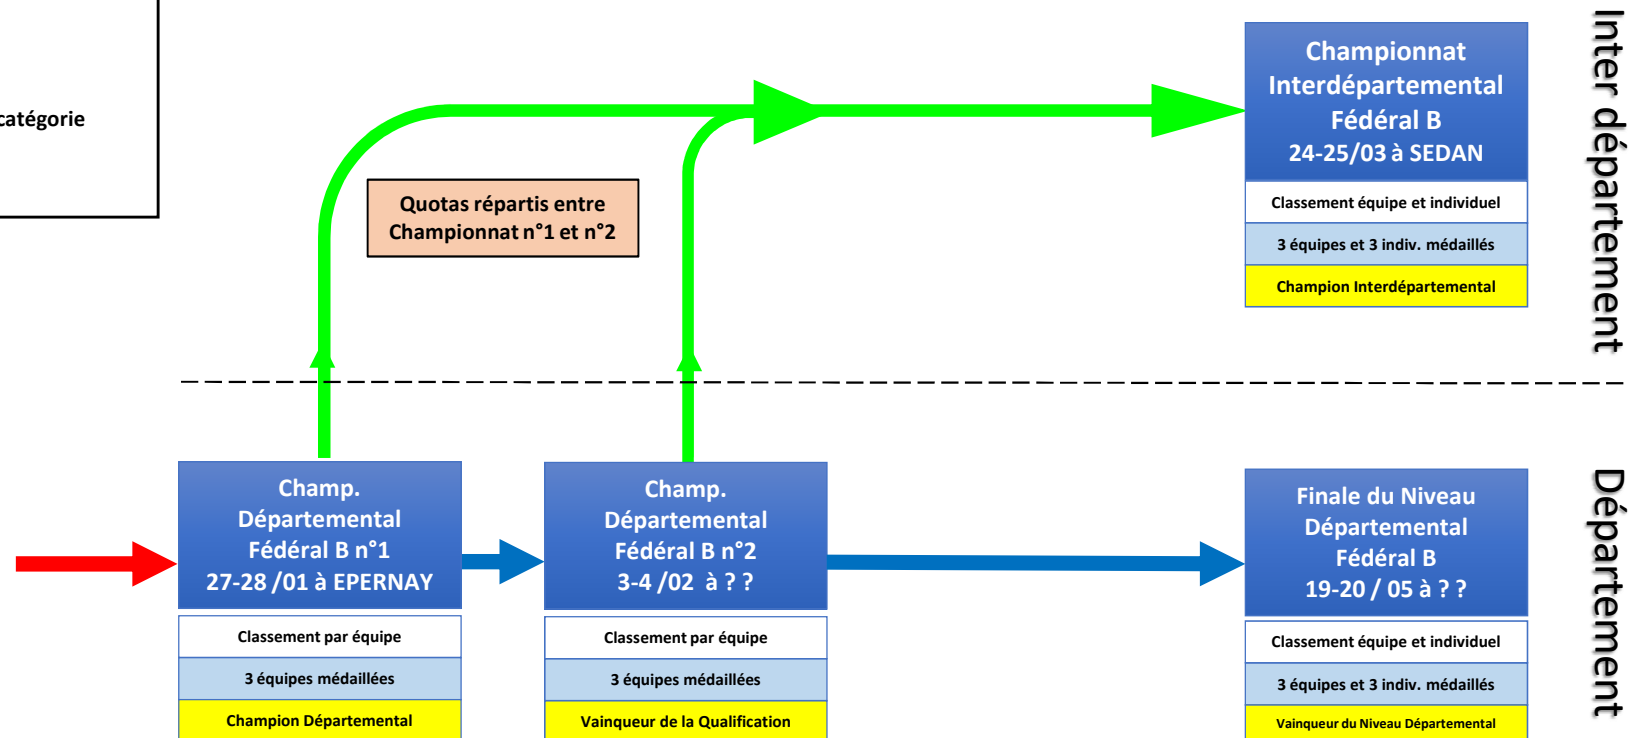 catégorie
Quotas répartis entre
Championnat n°1 et n°2
Championnat
Interdépartemental
Fédéral B
24-25/03 à SEDAN
Classement équipe et individuel
3 équipes et 3 indiv. médaillés
Champion Interdépartemental
Inter département
Champ.
Départemental
Fédéral B n°1
27-28 /01 à EPERNAY
Classement par équipe
3 équipes médaillées
Champion Départemental
Champ.
Départemental
Fédéral B n°2
3-4 /02 à ? ?
Classement par équipe
3 équipes médaillées
Vainqueur de la Qualification
Finale du Niveau
Départemental
Fédéral B
19-20 / 05 à ? ?
Classement équipe et individuel
3 équipes et 3 indiv. médaillés
Vainqueur du Niveau Départemental
Département